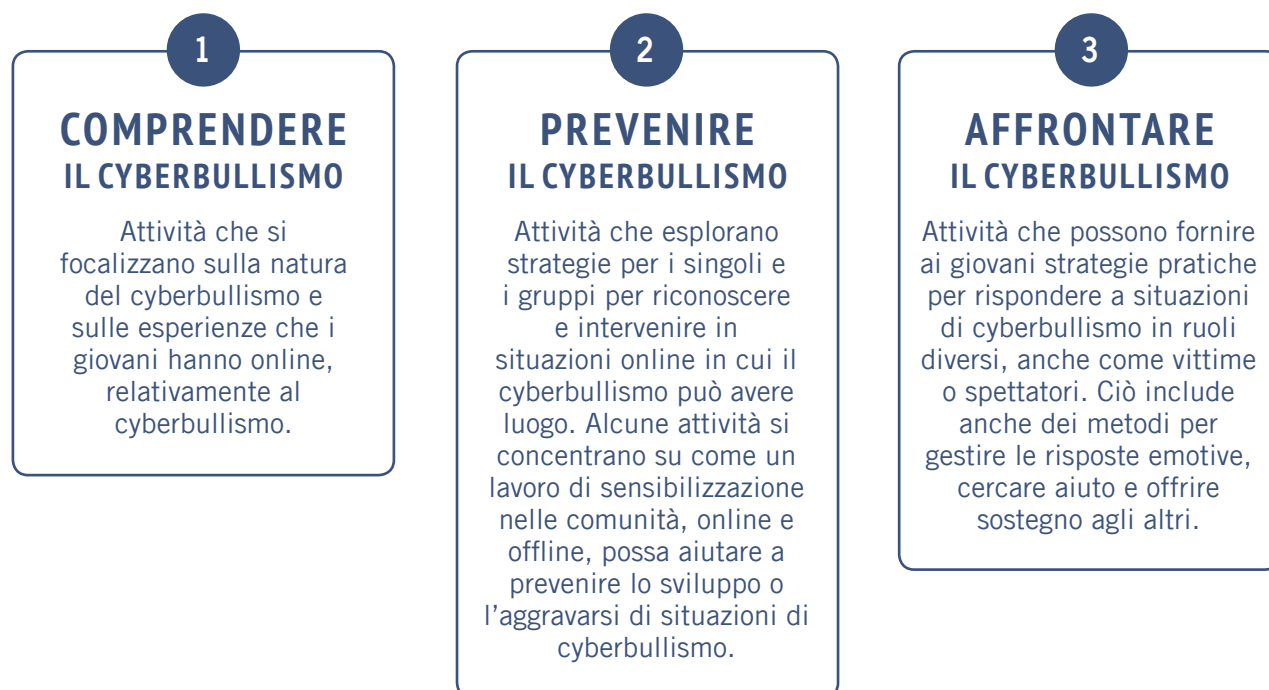 1
COMPRENDERE
IL CYBERBULLISMO
Attività che si
focalizzano sulla natura
del cyberbullismo e
sulle esperienze che i
giovani hanno online,
relativamente al
cyberbullismo.
2
PREVENIRE
IL CYBERBULLISMO
Attività che esplorano
strategie per i singoli e
i gruppi per riconoscere
e intervenire in
situazioni online in cui il
cyberbullismo può avere
luogo. Alcune attività si
concentrano su come un
lavoro di sensibilizzazione
nelle comunità, online e
offline, possa aiutare a
prevenire lo sviluppo o
l'aggravarsi di situazioni di
cyberbullismo.
3
AFFRONTARE
IL CYBERBULLISMO
Attività che possono fornire
ai giovani strategie pratiche
per rispondere a situazioni
di cyberbullismo in ruoli
diversi, anche come vittime
o spettatori. Ciò include
anche dei metodi per
gestire le risposte emotive,
cercare aiuto e offrire
sostegno agli altri.